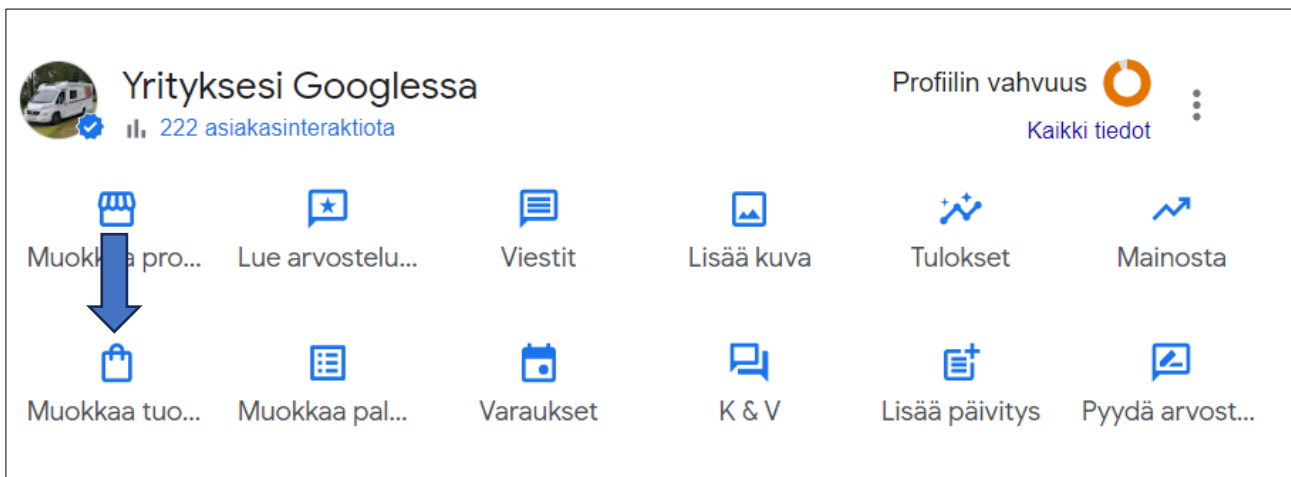 Yrityksesi Googlessa
222 asiakasinteraktiota
Profiilin vahvuus
Kaikki tiedot
Muokkaa pro... Lue arvostelu... Viestit Lisää kuva Tulokset Mainosta
Muokkaa tuo... Muokkaa pal... Varaukset K & V Lisää päivitys Pyydä arvost...